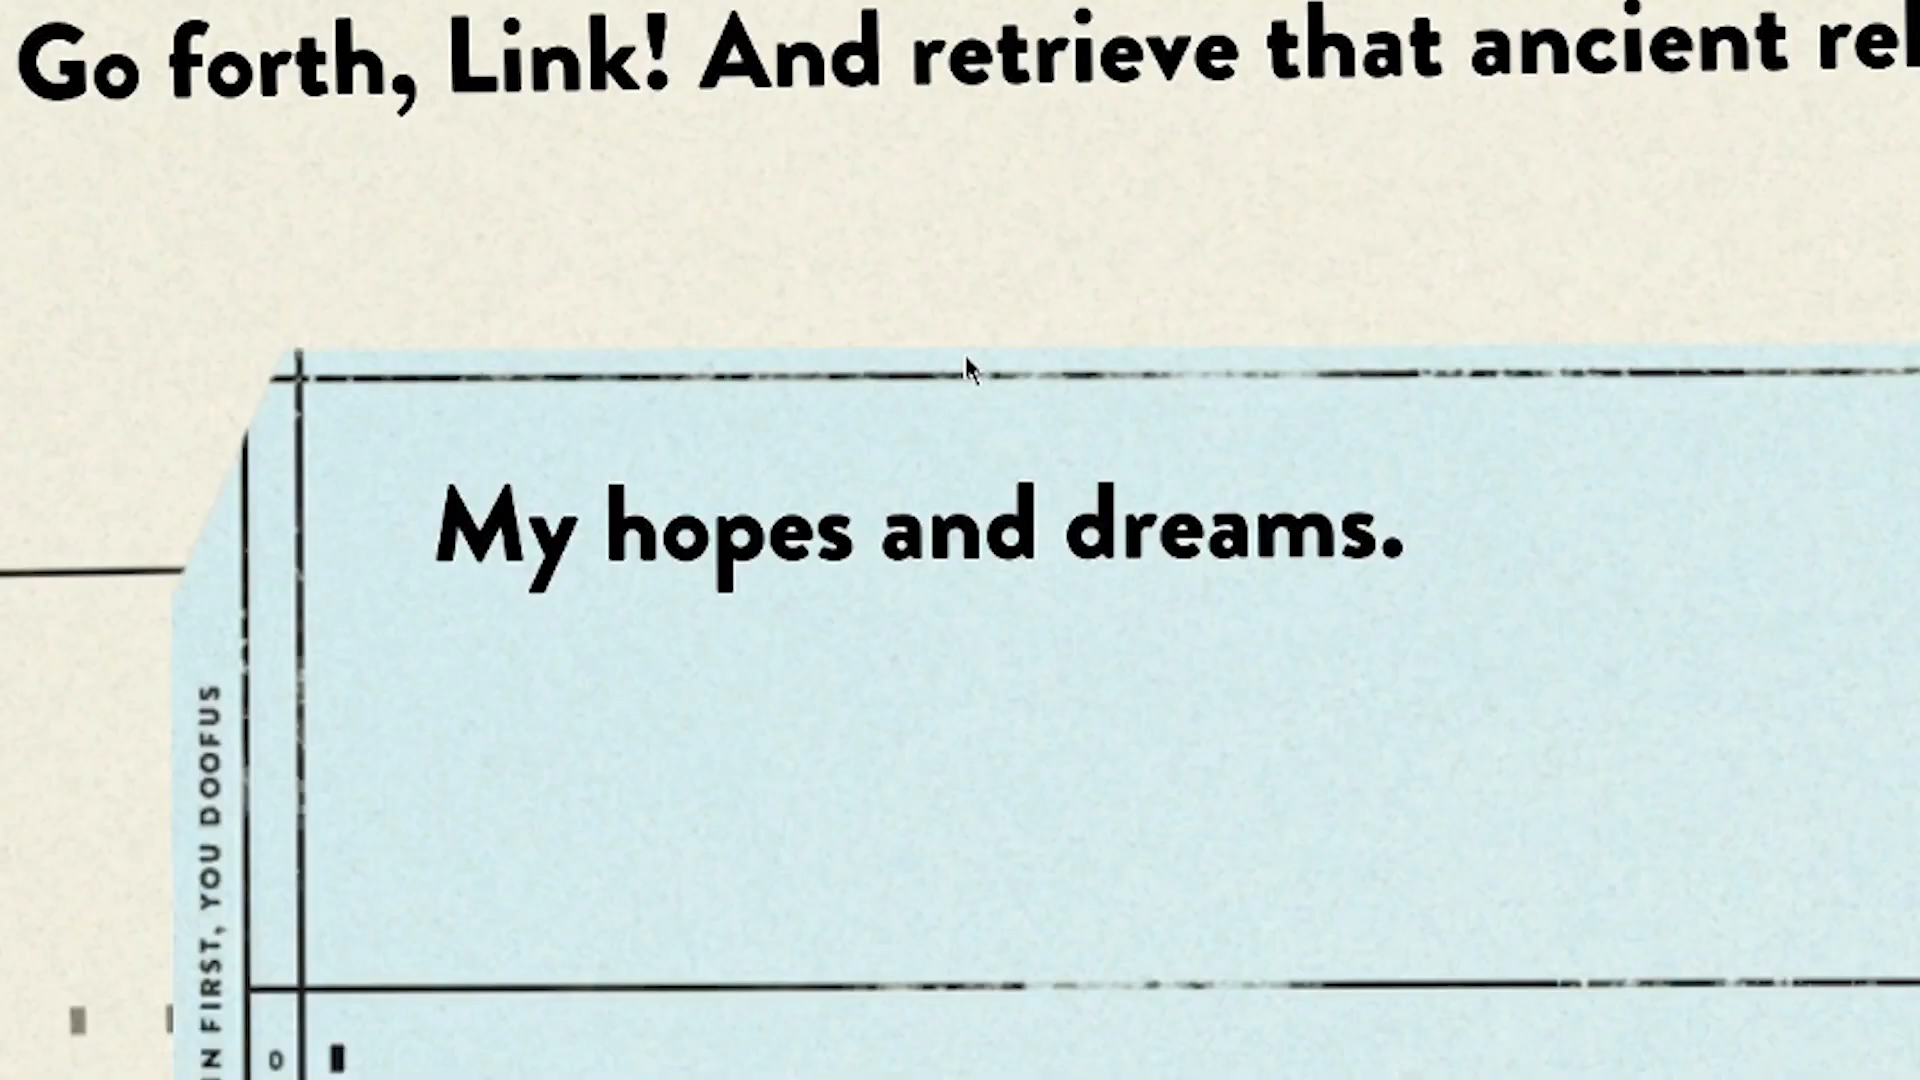 Go forth, Link! And retrieve that ancient rel
My hopes and dreams.
IN FIRST, YOU DOOFUS
0